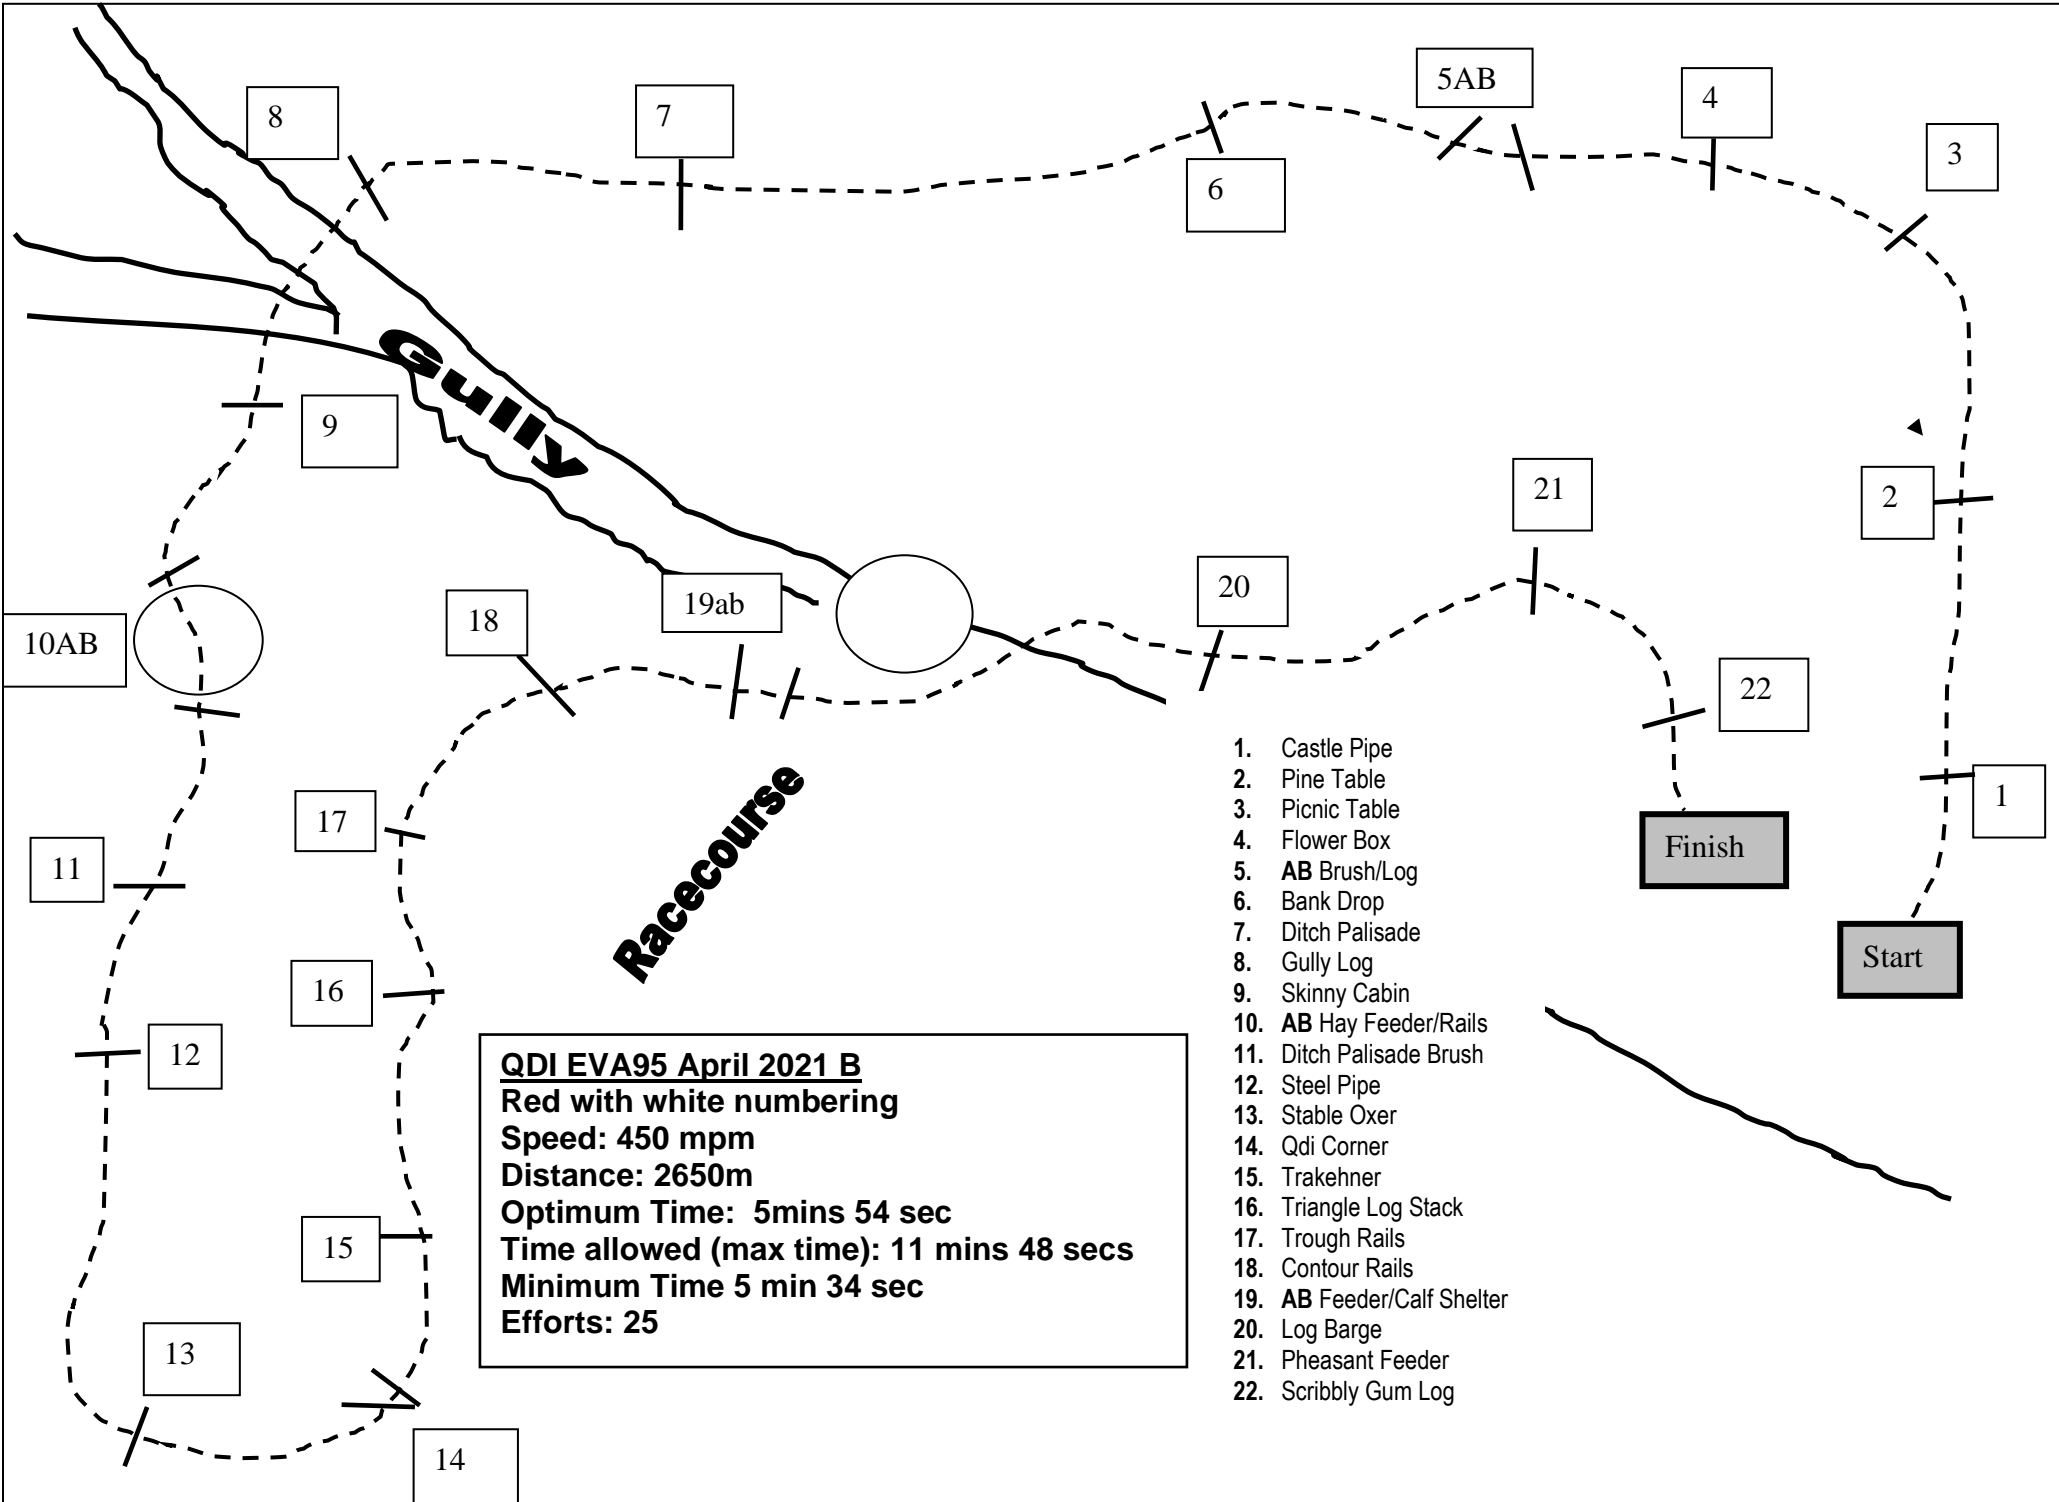 5AB
4
8
7
3
6
Gully
9
21
2
20
18
19ab
10AB
22
1. Castle Pipe
2. Pine Table
3. Picnic Table
4. Flower Box
5. AB Brush/Log
6. Bank Drop
7. Ditch Palisade
8. Gully Log
9. Skinny Cabin
10. AB Hay Feeder/Rails
11. Ditch Palisade Brush
12. Steel Pipe
13. Stable Oxer
14. Qdi Corner
15. Trakehner
16. Triangle Log Stack
17. Trough Rails
18. Contour Rails
19. AB Feeder/Calf Shelter
20. Log Barge
21. Pheasant Feeder
22. Scribbly Gum Log
1
17
Finish
11
Racecourse
Start
16
12
QDI EVA95 April 2021 B
Red with white numbering
Speed: 450 mpm
Distance: 2650m
Optimum Time: 5mins 54 sec
Time allowed (max time): 11 mins 48 secs
Minimum Time 5 min 34 sec
Efforts: 25
15
13
14